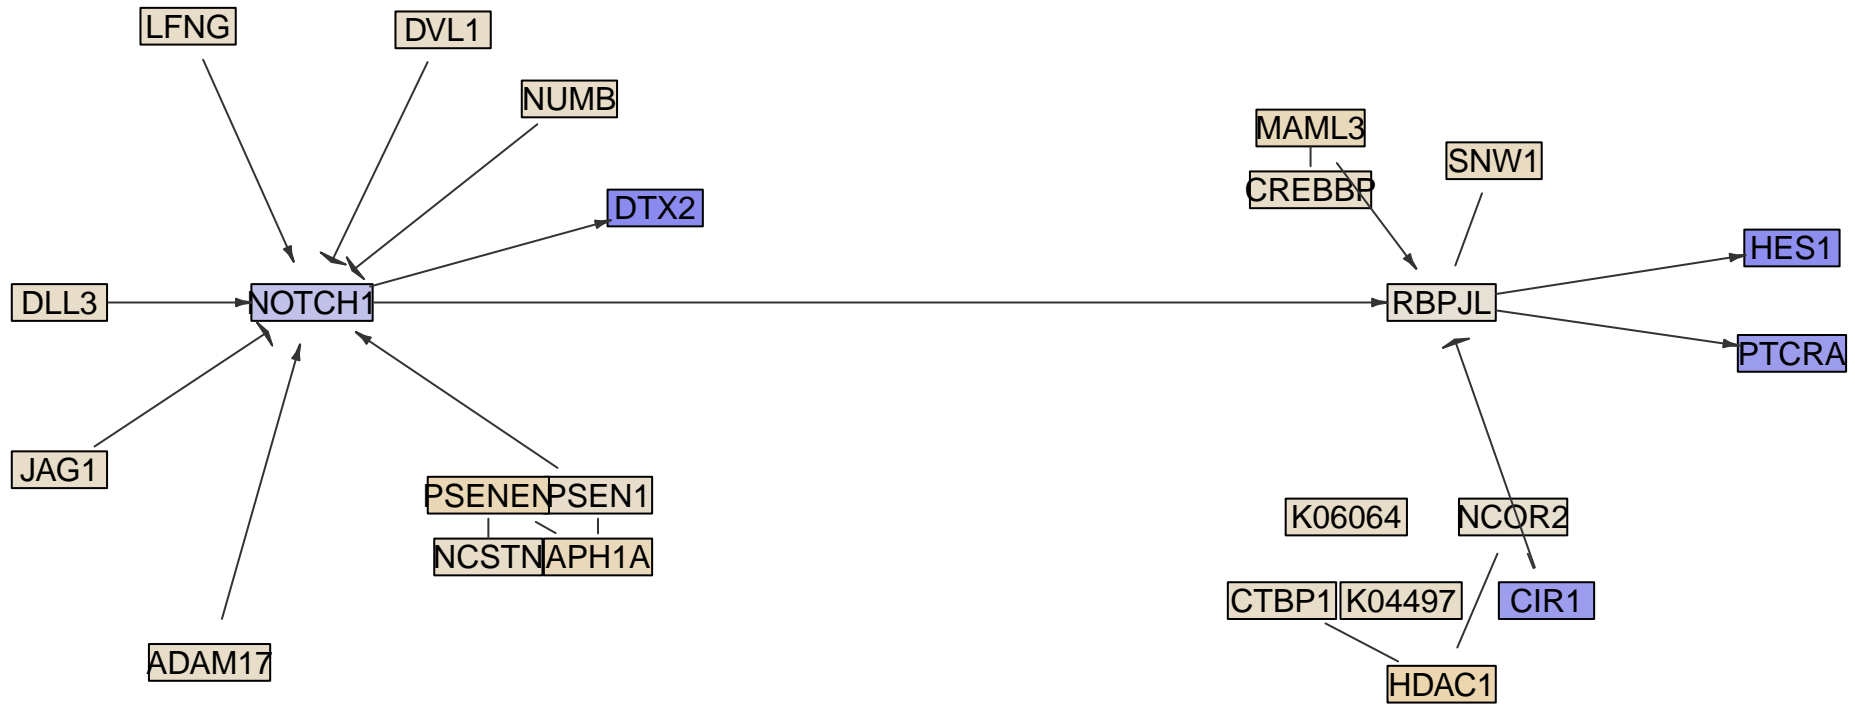 LFNG
DVL1
NUMB
MAML3
SNW1
CREBBP
DTX2
HES1
DLL3
NOTCH1
RBPJL
PTCRA
JAG1
PSENEN
PSEN1
K06064
NCOR2
NCSTN
APH1A
CTBP1
K04497
CIR1
ADAM17
HDAC1